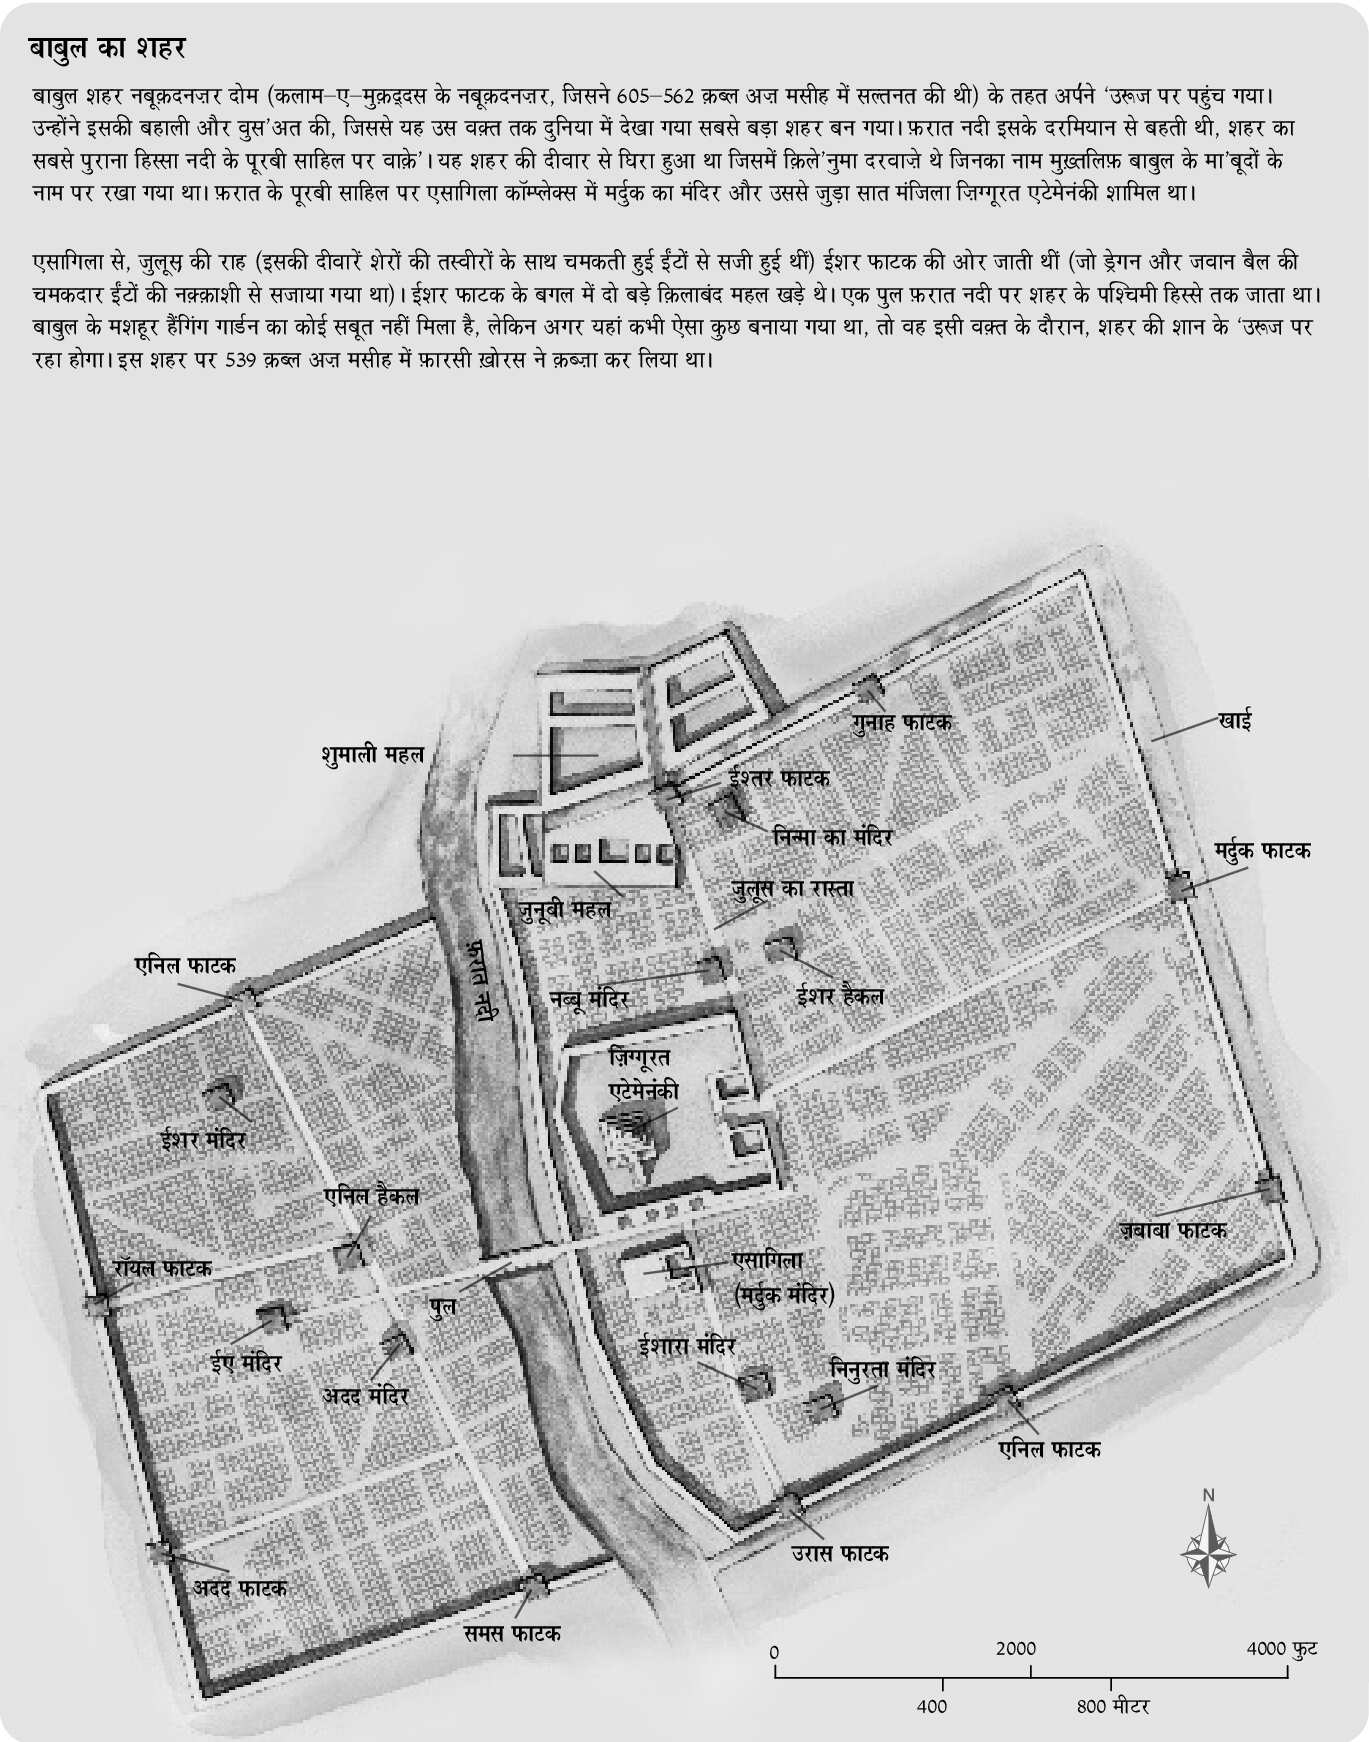 बाबुल का शहर
बाबुल शहर नबूक़दनज़र दोम (कलाम–ए–मुक़द्दस के नबूक़दनज़र, जिसने 605–562 क़ब्ल अज़ मसीह में सल्तनत की थी) के तहत अपने ‘उरूज पर पहुंच गया।
उन्होंने इसकी बहाली और वुस’अत की, जिससे यह उस वक़्त तक दुनिया में देखा गया सबसे बड़ा शहर बन गया। फ़रात नदी इसके दरमियान से बहती थी, शहर का
सबसे पुराना हिस्सा नदी के पूरबी साहिल पर वाक़े’। यह शहर की दीवार से घिरा हुआ था जिसमें क़िले’नुमा दरवाज़े थे जिनका नाम मुख़्तलिफ़ बाबुल के मा’बूदों के
नाम पर रखा गया था। फ़रात के पूरबी साहिल पर एसागिला कॉम्प्लेक्स में मर्दुक का मंदिर और उससे जुड़ा सात मंजिला ज़िग्गूरत एटेमेनंकी शामिल था।
एसागिला से, जुलूस की राह (इसकी दीवारें शेरों की तस्वीरों के साथ चमकती हुई ईंटों से सजी हुई थीं) ईशर फाटक की ओर जाती थीं (जो ड्रेगन और जवान बैल की
चमकदार ईंटों की नक़्क़ाशी से सजाया गया था)। ईशर फाटक के बगल में दो बड़े क़िलाबंद महल खड़े थे। एक पुल फ़रात नदी पर शहर के पश्चिमी हिस्से तक जाता था।
बाबुल के मशहूर हैंगिंग गार्डन का कोई सबूत नहीं मिला है, लेकिन अगर यहां कभी ऐसा कुछ बनाया गया था, तो वह इसी वक़्त के दौरान, शहर की शान के ‘उरूज पर
रहा होगा। इस शहर पर 539 क़ब्ल अज़ मसीह में फ़ारसी ख़ोरस ने क़ब्ज़ा कर लिया था।
गुनाह फाटक
खाई
शुमाली महल
ईश्तर फाटक
निन्मा का मंदिर
मर्दुक फाटक
जुलूस का रास्ता
जुनूवी महल
फ़रात नदी
एनिल फाटक
नब्बू मंदिर
ईशर हैकल
ज़िग्गूरत
एटेमेनंकी
ईशर मंदिर
एनिल हैकल
ज़बाबा फाटक
रॉयल फाटक
एसागिला
(मर्दुक मंदिर)
पुल
ईशारा मंदिर
ईए मंदिर
निनुरता मंदिर
अदद मंदिर
एनिल फाटक
N
उरास फाटक
अदद फाटक
समस फाटक
0 2000 4000 फुट
400 800 मीटर